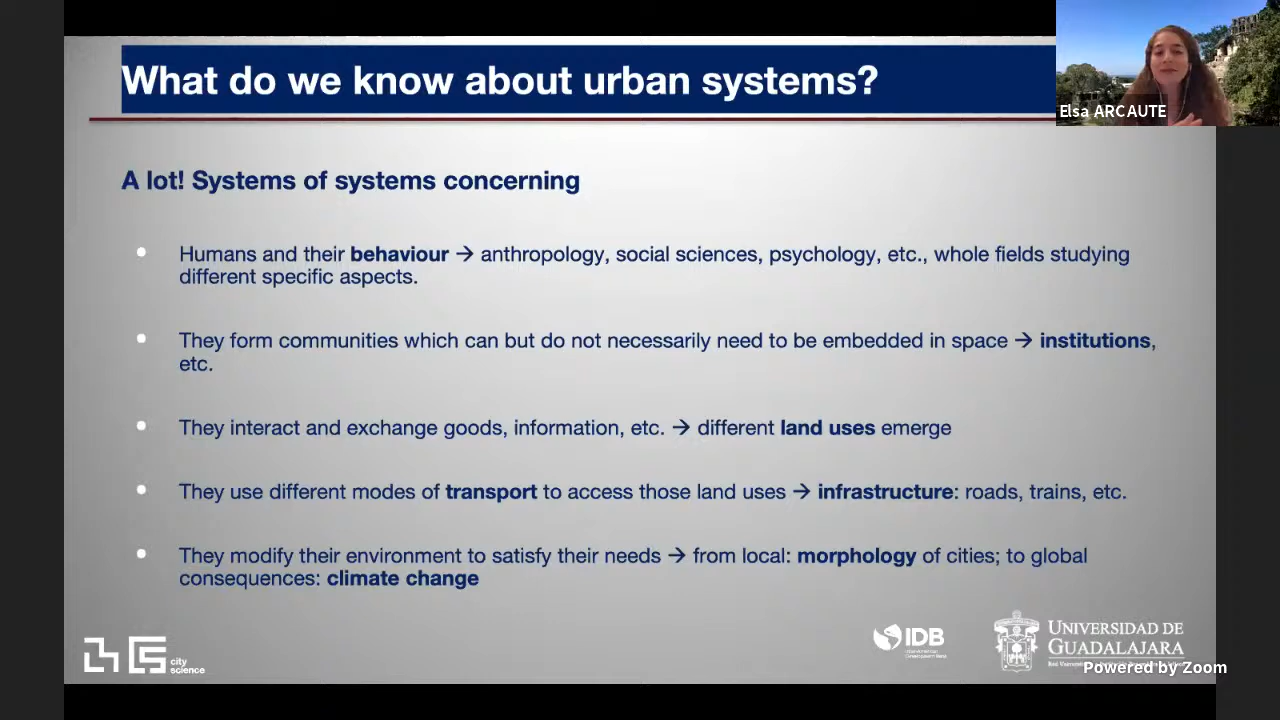 What do we know about urban systems?
Elsa ARCAUTE
A lot! Systems of systems concerning
Humans and their behaviour → anthropology, social sciences, psychology, etc., whole fields studying
different specific aspects.
They form communities which can but do not necessarily need to be embedded in space → institutions,
etc.
They interact and exchange goods, information, etc. → different land uses emerge
They use different modes of transport to access those land uses → infrastructure: roads, trains, etc.
They modify their environment to satisfy their needs → from local: morphology of cities; to global
consequences: climate change
city
science
IDB
UNIVERSIDAD DE
GUADALAJARA
Powered by Zoom